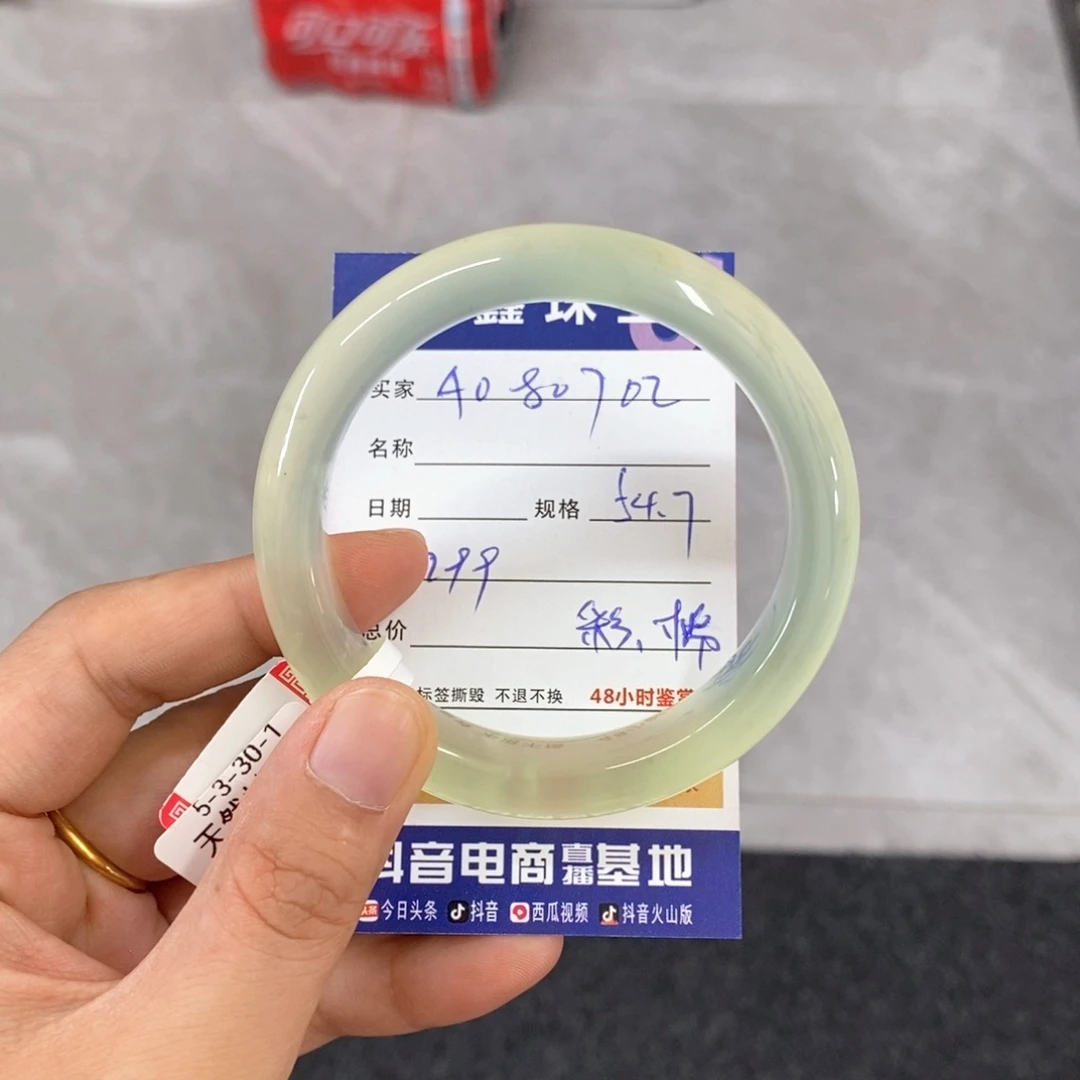 可口可乐
鑫珠
买家 4080702
名称
日期 规格 54.7
299
总价 彩、棉
标签撕毁 不退不换 48小时鉴赏
5-3-30-1
天然
抖音电商直播基地
头条 今日头条 抖音 西瓜视频 抖音火山版